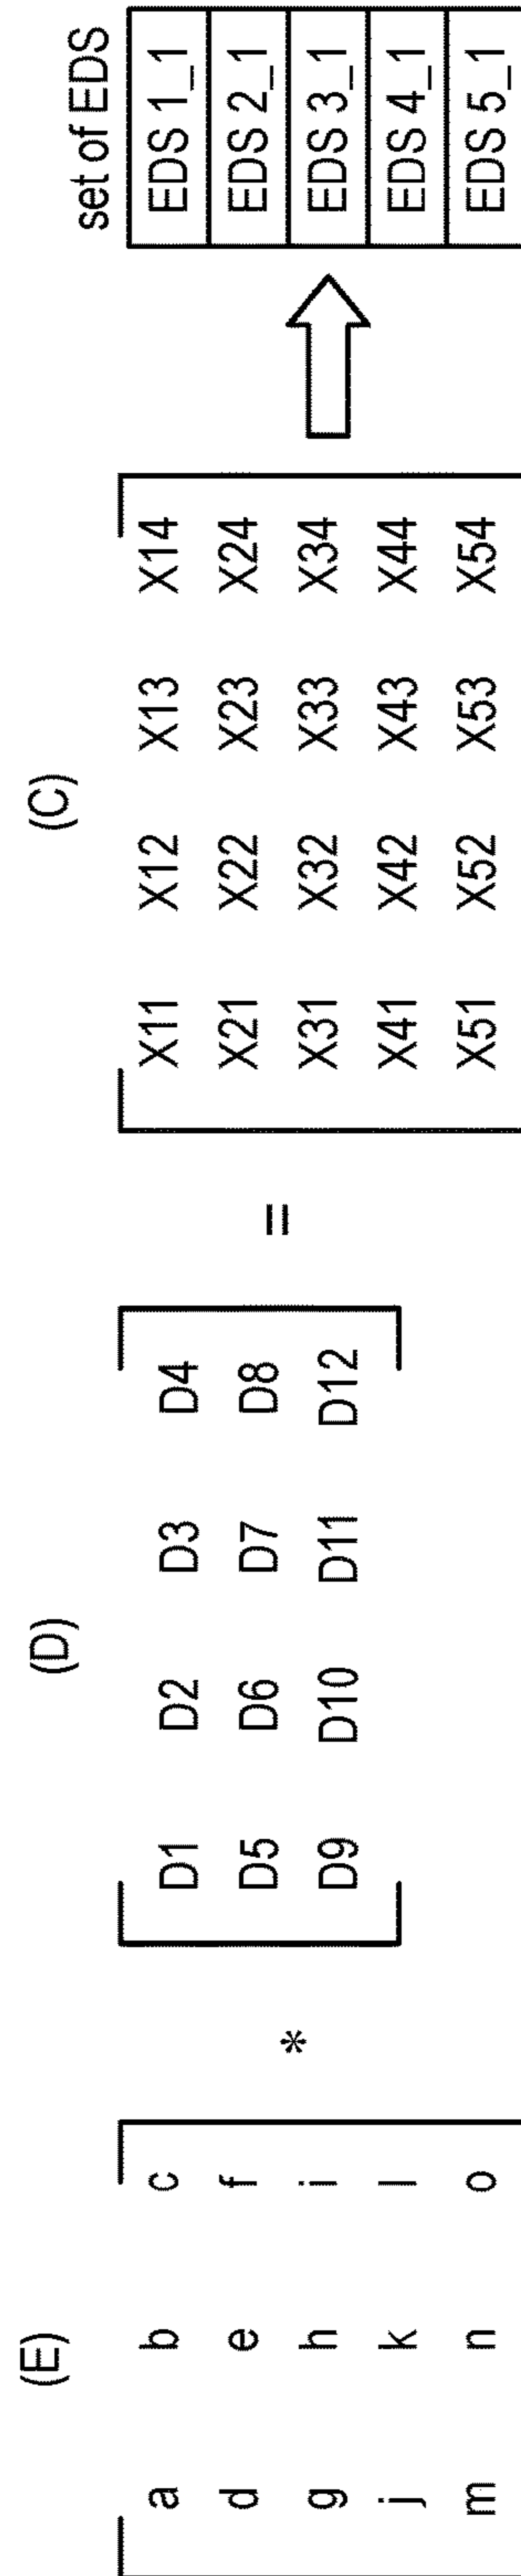 (E) (D) (C) set of EDS
a b c D1 D2 D3 D4 X11 X12 X13 X14 EDS 1_1
d e f D5 D6 D7 D8 X21 X22 X23 X24 EDS 2_1
g h i * D9 D10 D11 D12 = X31 X32 X33 X34 EDS 3_1
j k l X41 X42 X43 X44 EDS 4_1
m n o X51 X52 X53 X54 EDS 5_1